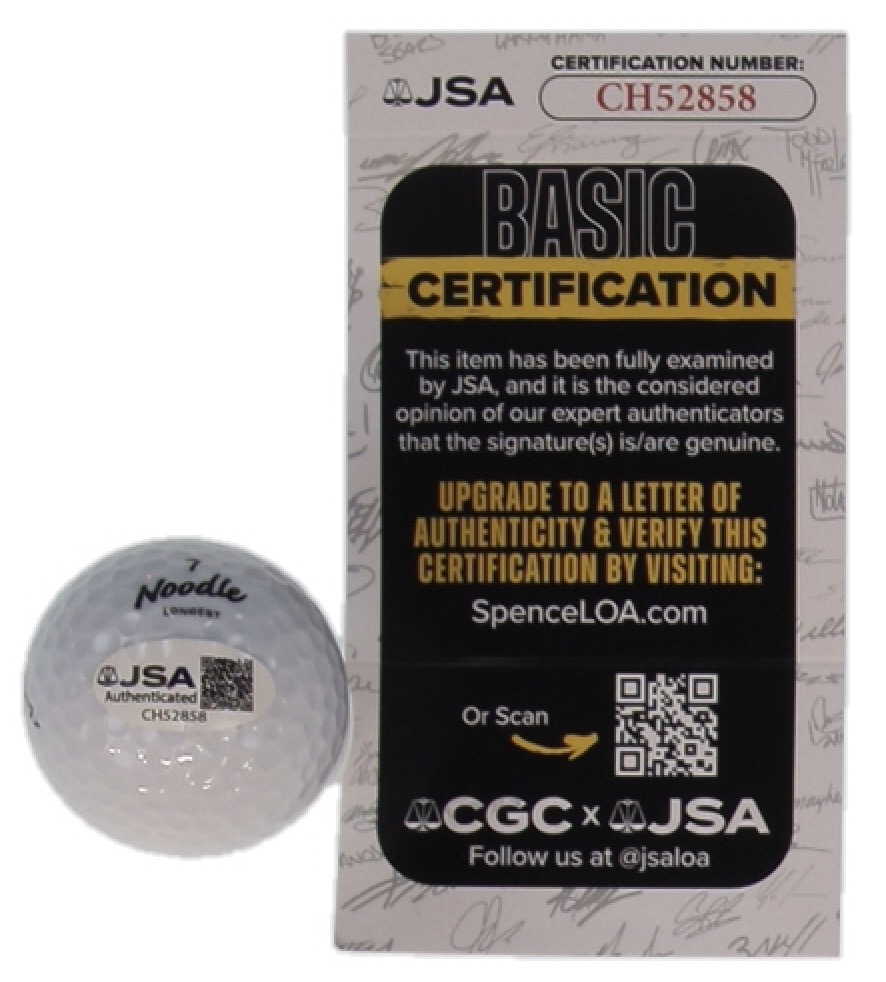 JSA
CERTIFICATION NUMBER:
CH52858
BASIC
CERTIFICATION
This item has been fully examined
by JSA, and it is the considered
opinion of our expert authenticators
that the signature(s) is/are genuine.
UPGRADE TO A LETTER OF
AUTHENTICITY & VERIFY THIS
CERTIFICATION BY VISITING:
SpenceLOA.com
Or Scan
CGC x JSA
Follow us at @jsaloa
7
Noodle
LONGEST
JSA
Authenticated
CH52858